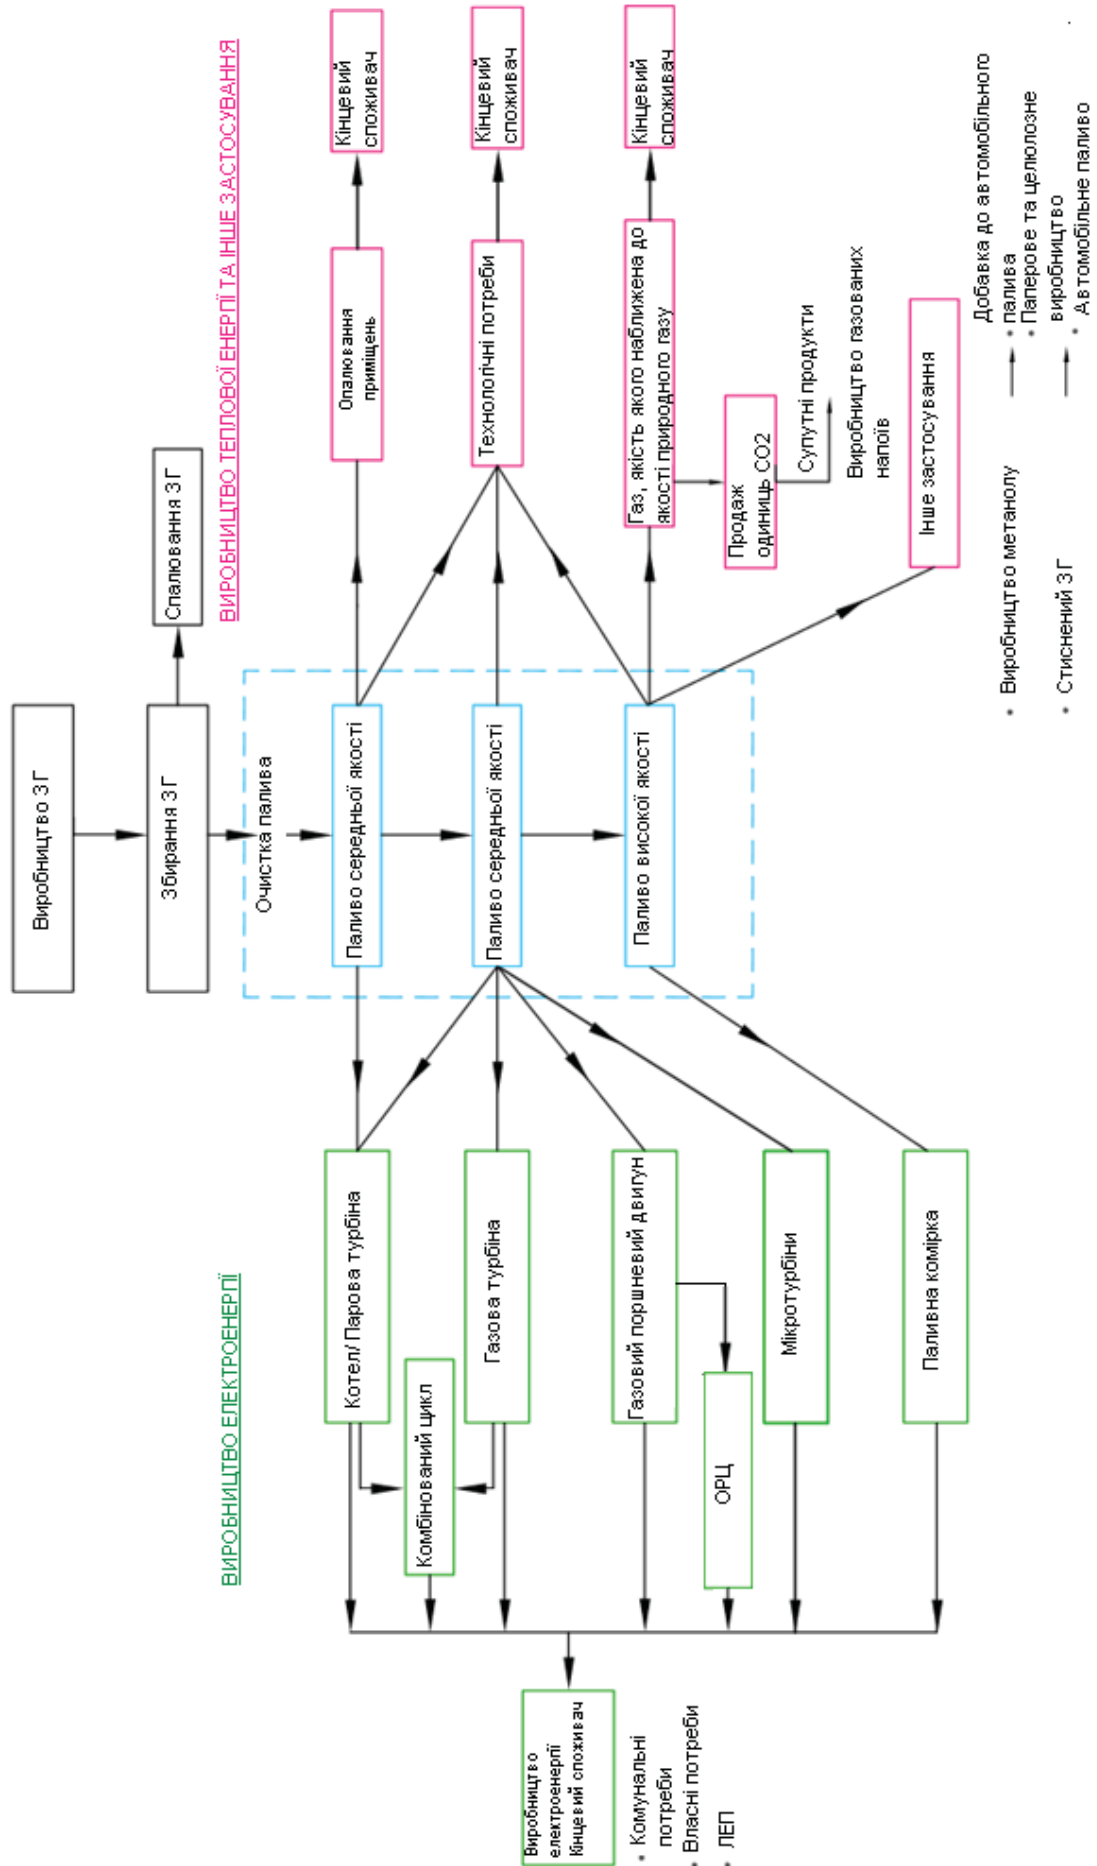 Виробництво ЗГ
Збирання ЗГ
Спалювання ЗГ
ВИРОБНИЦТВО ЕЛЕКТРОЕНЕРГІЇ
ВИРОБНИЦТВО ТЕПЛОВОЇ ЕНЕРГІЇ ТА ІНШЕ ЗАСТОСУВАННЯ
Очистка палива
Котел/ Парова турбіна
Паливо середньої якості
Опалювання
приміщень
Кінцевий
споживач
Комбінований цикл
Газова турбіна
Паливо середньої якості
Технологічні потреби
Кінцевий
споживач
Виробництво
електроенергії
Кінцевий споживач
• Комунальні
потреби
• Власні потреби
• ЛЕП
Газовий поршневий двигун
Паливо високої якості
Газ, якість якого наближена до
якості природного газу
Кінцевий
споживач
ОРЦ
Продаж
одиниць СО2
Супутні продукти
Виробництво газованих
напоїв
Мікротурбіни
Паливна комірка
Інше застосування
• Виробництво метанолу
Добавка до автомобільного
• палива
• Паперове та целюлозне
виробництво
• Стиснений ЗГ
• Автомобільне паливо